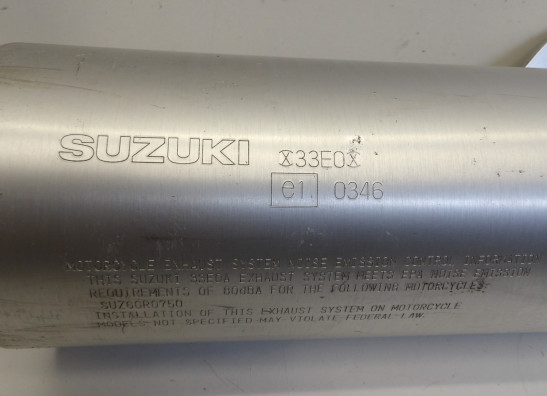 SUZUKI X33E0X
e1 0346
MOTORCYCLE EXHAUST SYSTEM NOISE EMISSION CONTROL INFORMATION
THIS SUZUKI EXHAUST SYSTEM MEETS EPA NOISE EMISSION
REQUIREMENTS OF 80dBA FOR THE FOLLOWING MOTORCYCLES
INSTALLATION OF THIS EXHAUST SYSTEM ON MOTORCYCLE
MODELS NOT SPECIFIED MAY VIOLATE FEDERAL LAW.